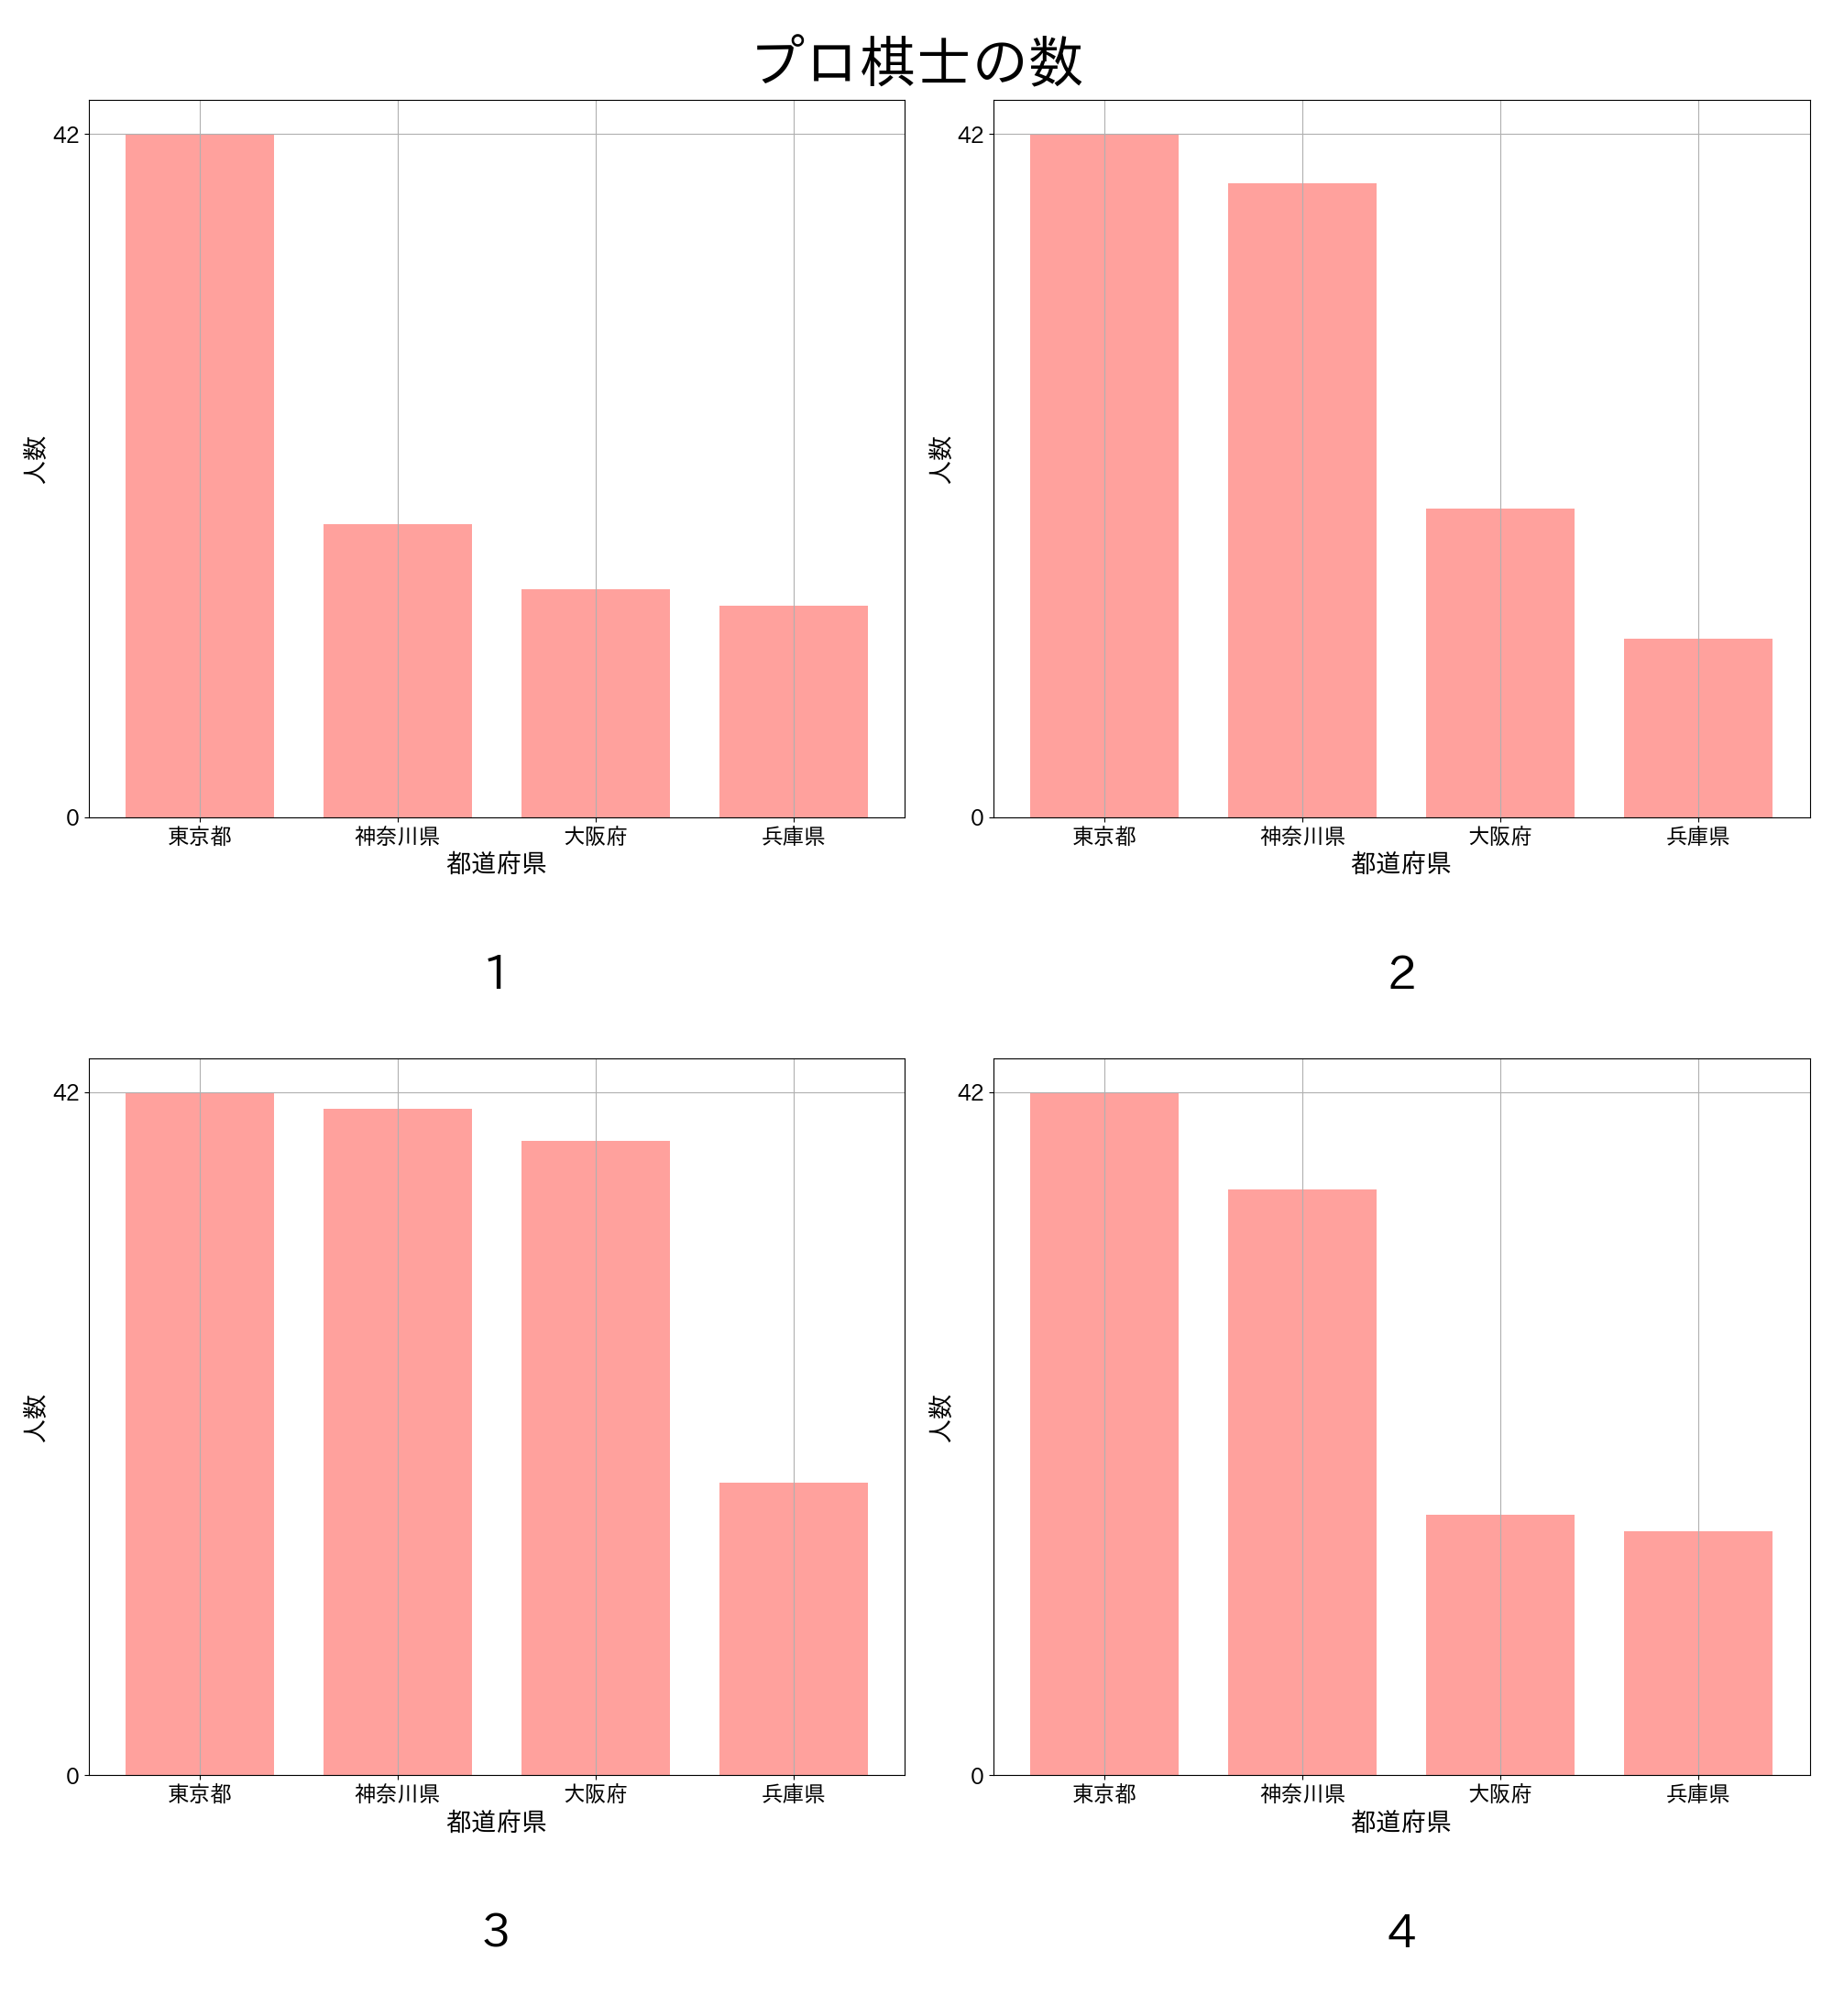 プロ棋士の数
42
0
人数
東京都 神奈川県 大阪府 兵庫県
都道府県
1
42
0
人数
東京都 神奈川県 大阪府 兵庫県
都道府県
2
42
0
人数
東京都 神奈川県 大阪府 兵庫県
都道府県
3
42
0
人数
東京都 神奈川県 大阪府 兵庫県
都道府県
4